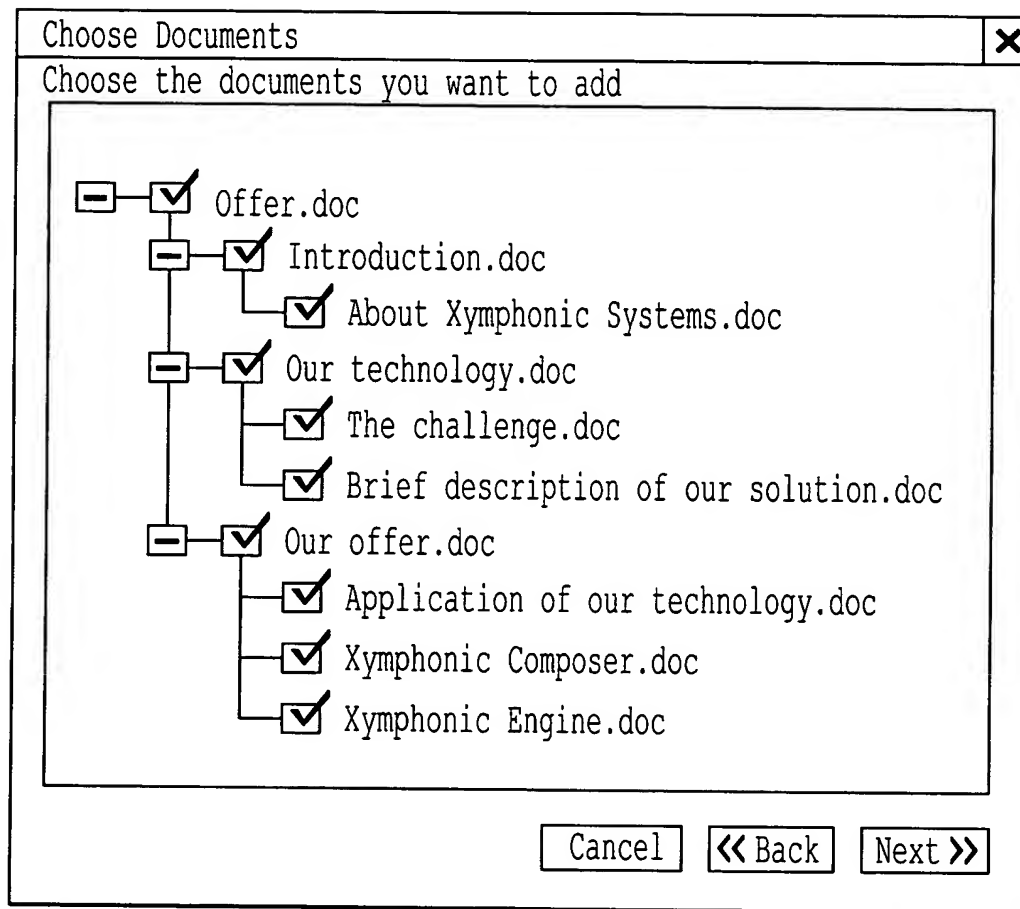 Choose Documents
Choose the documents you want to add
Offer.doc
Introduction.doc
About Xymphonic Systems.doc
Our technology.doc
The challenge.doc
Brief description of our solution.doc
Our offer.doc
Application of our technology.doc
Xymphonic Composer.doc
Xymphonic Engine.doc
Cancel « Back Next »